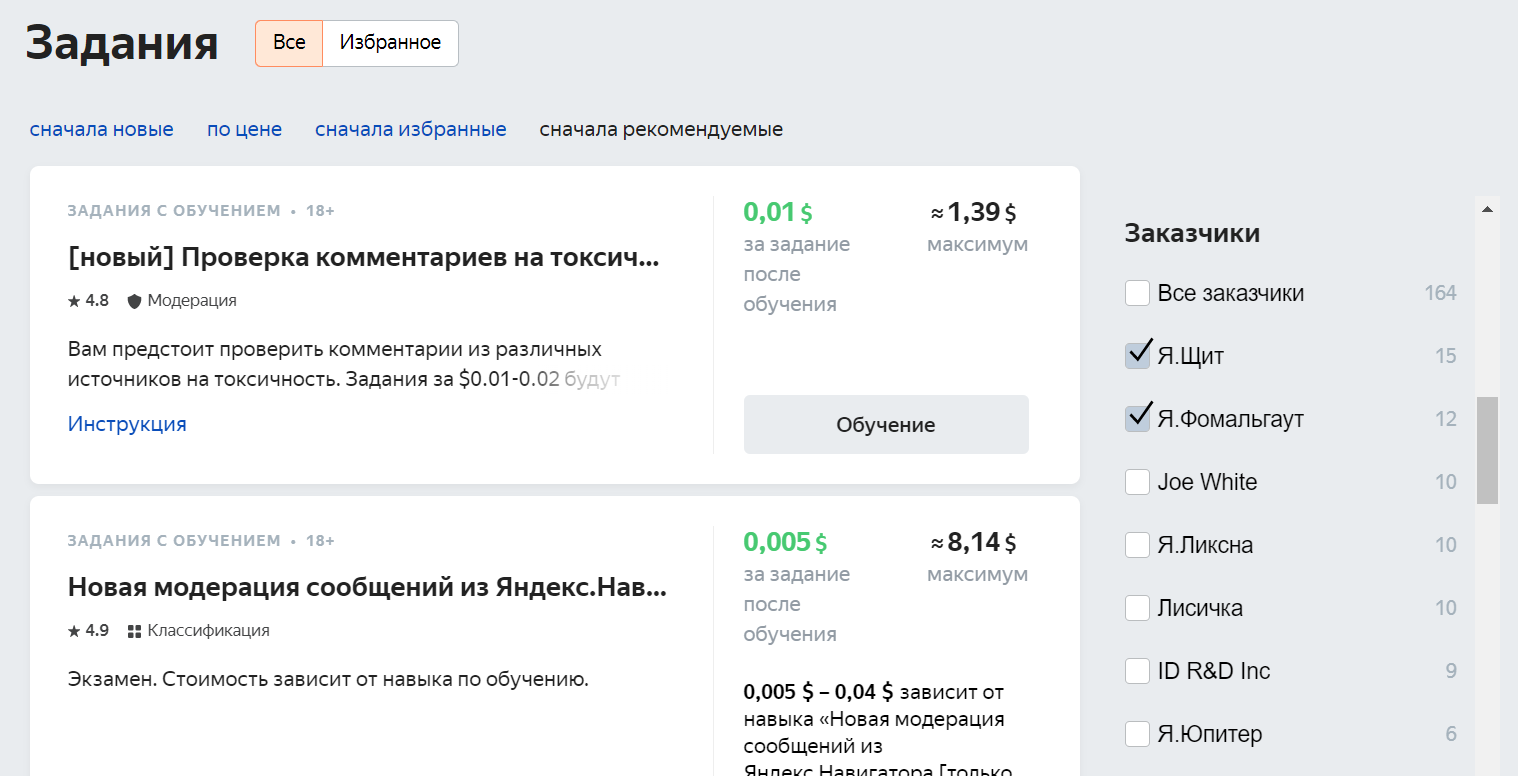 Задания
Все Избранное
сначала новые по цене сначала избранные сначала рекомендуемые
ЗАДАНИЯ С ОБУЧЕНИЕМ • 18+
[новый] Проверка комментариев на токсич...
4.8 Модерация
Вам предстоит проверить комментарии из различных
источников на токсичность. Задания за $0.01-0.02 будут
Инструкция
0,01 $
за задание
после
обучения
≈ 1,39 $
максимум
Обучение
ЗАДАНИЯ С ОБУЧЕНИЕМ • 18+
Новая модерация сообщений из Яндекс.Нав...
4.9 Классификация
Экзамен. Стоимость зависит от навыка по обучению.
0,005 $
за задание
после
обучения
≈ 8,14 $
максимум
0,005 $ – 0,04 $ зависит от
навыка «Новая модерация
сообщений из
Яндекс.Навигатора [только
Заказчики
Все заказчики 164
Я.Щит 15
Я.Фомальгаут 12
Joe White 10
Я.Ликсна 10
Лисичка 10
ID R&D Inc 9
Я.Юпитер 6